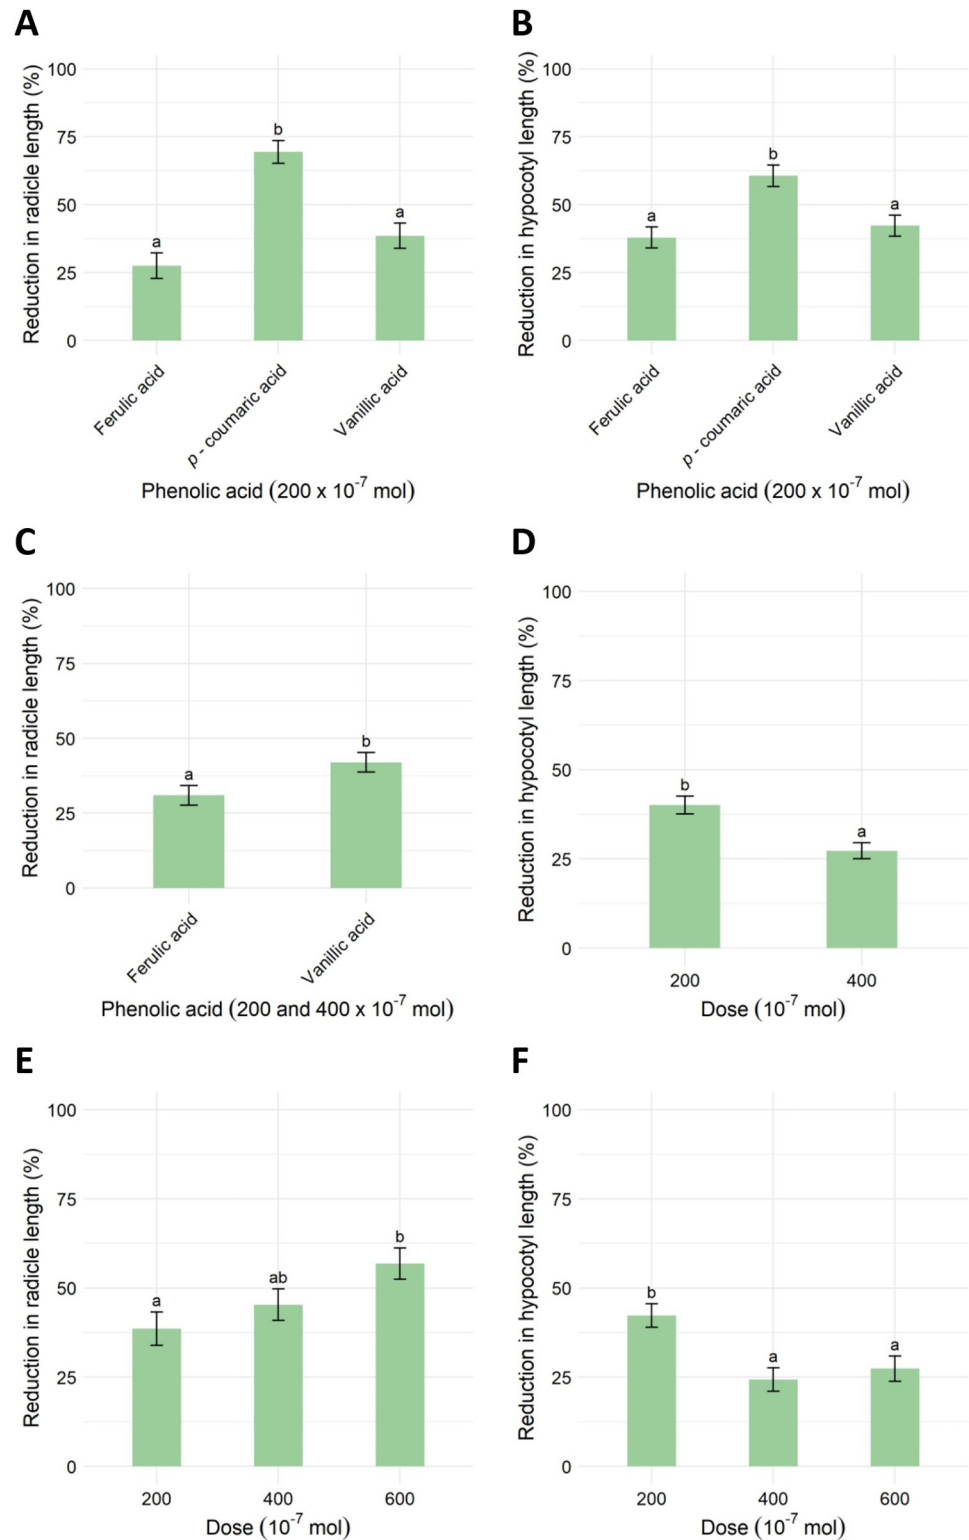 A
Reduction in radicle length (%)
100
75
50
25
0
a
b
a
Ferulic acid
p - coumaric acid
Vanillic acid
Phenolic acid (200 x 10⁻⁷ mol)
B
Reduction in hypocotyl length (%)
100
75
50
25
0
a
b
a
Ferulic acid
p - coumaric acid
Vanillic acid
Phenolic acid (200 x 10⁻⁷ mol)
C
Reduction in radicle length (%)
100
75
50
25
0
a
b
Ferulic acid
Vanillic acid
Phenolic acid (200 and 400 x 10⁻⁷ mol)
D
Reduction in hypocotyl length (%)
100
75
50
25
0
b
a
200
400
Dose (10⁻⁷ mol)
E
Reduction in radicle length (%)
100
75
50
25
0
a
ab
b
200
400
600
Dose (10⁻⁷ mol)
F
Reduction in hypocotyl length (%)
100
75
50
25
0
b
a
a
200
400
600
Dose (10⁻⁷ mol)